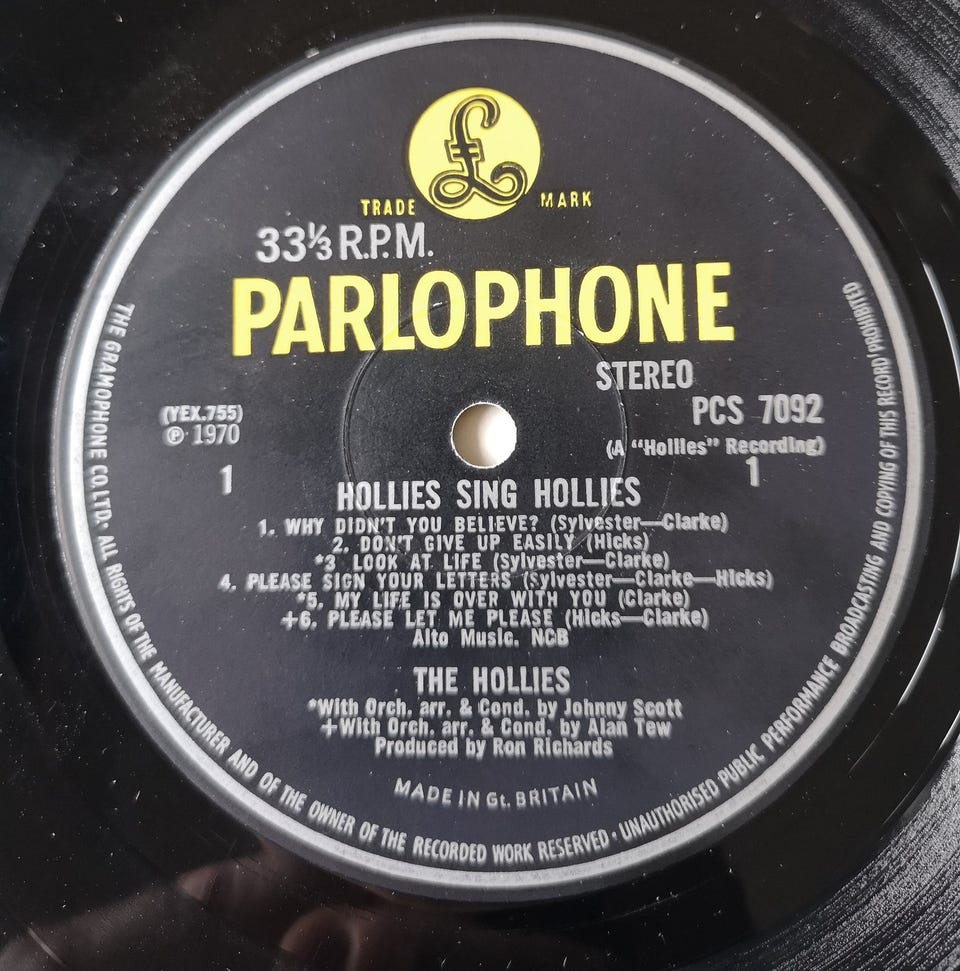 £
TRADE MARK
33⅓ R.P.M.
PARLOPHONE
STEREO
PCS 7092
(YEX.755)
℗ 1970
(A “Hollies” Recording)
1
1
HOLLIES SING HOLLIES
1. WHY DIDN'T YOU BELIEVE? (Sylvester—Clarke)
2. DON'T GIVE UP EASILY (Hicks)
*3 LOOK AT LIFE (Sylvester—Clarke)
4. PLEASE SIGN YOUR LETTERS (Sylvester—Clarke—Hicks)
*5. MY LIFE IS OVER WITH YOU (Clarke)
+6. PLEASE LET ME PLEASE (Hicks—Clarke)
Alto Music. NCB
THE HOLLIES
*With Orch. arr. & Cond. by Johnny Scott
+With Orch. arr. & Cond. by Alan Tew
Produced by Ron Richards
MADE IN Gt. BRITAIN
THE GRAMOPHONE CO. LTD. · ALL RIGHTS OF THE MANUFACTURER AND OF THE OWNER OF THE RECORDED WORK RESERVED · UNAUTHORISED PUBLIC PERFORMANCE BROADCASTING AND COPYING OF THIS RECORD PROHIBITED